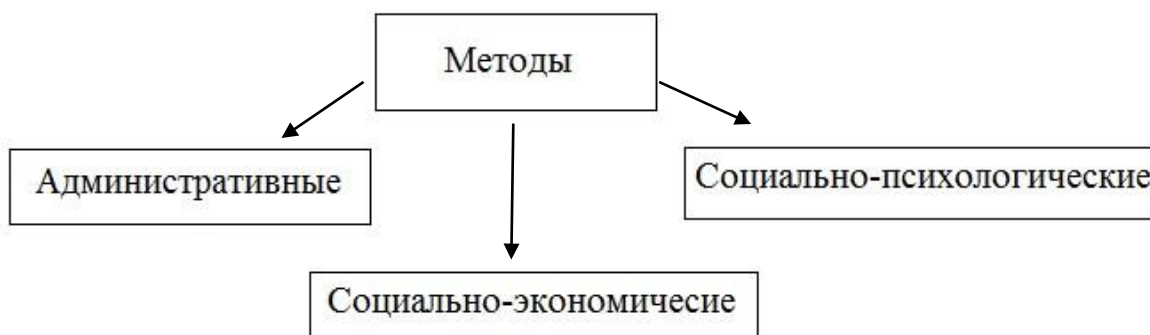 Методы
Административные
Социально-психологические
Социально-экономичесие